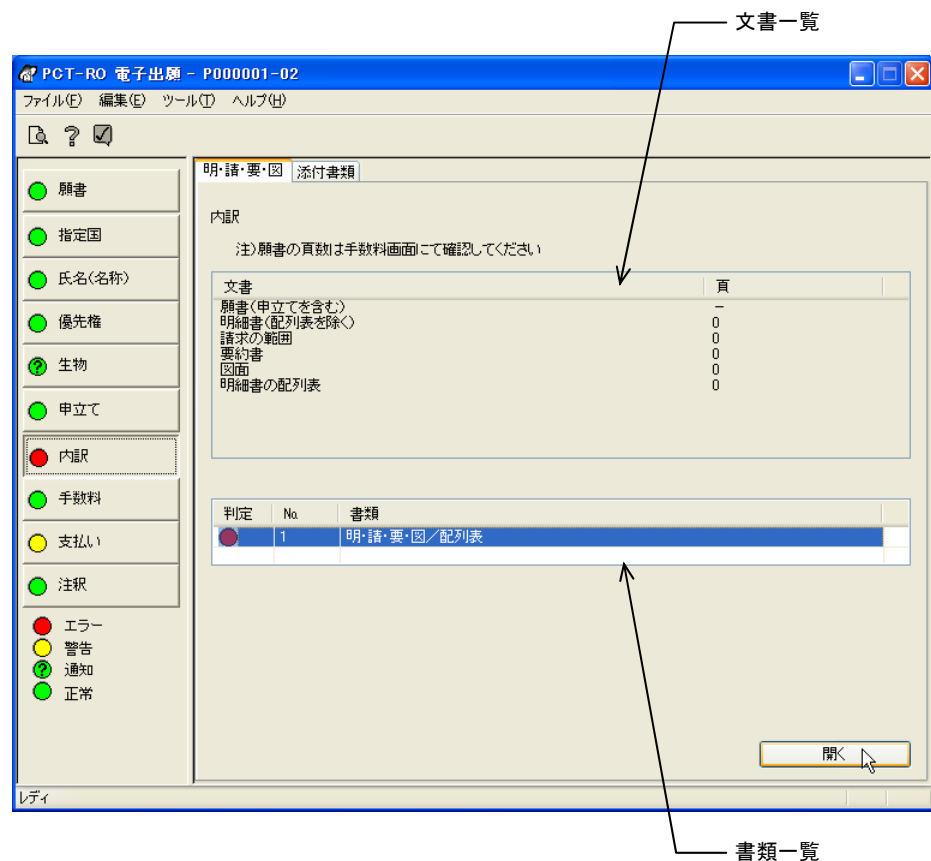 文書一覧
PCT-RO 電子出願 - P000001-02
ファイル(F) 編集(E) ツール(T) ヘルプ(H)
明・請・要・図 添付書類
願書
指定国
氏名(名称)
優先権
生物
申立て
内訳
手数料
支払い
注釈
エラー
警告
通知
正常
内訳
注)願書の頁数は手数料画面にて確認してください
文書 頁
願書(申立てを含む) -
明細書(配列表を除く) 0
請求の範囲 0
要約書 0
図面 0
明細書の配列表 0
判定 No. 書類
1 明・請・要・図/配列表
開く
レディ
書類一覧